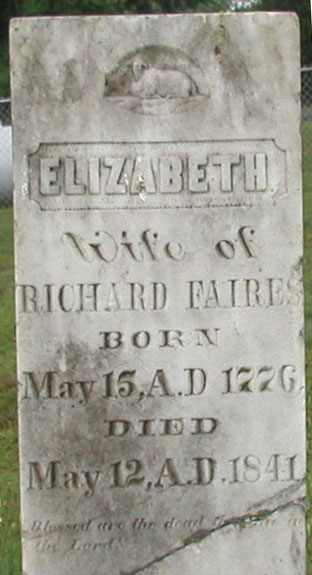 ELIZABETH,
Wife of
RICHARD FAIRES
BORN
May 15, A.D 1776,
DIED
May 12, A.D. 1841
Blessed are the dead in
the Lord.